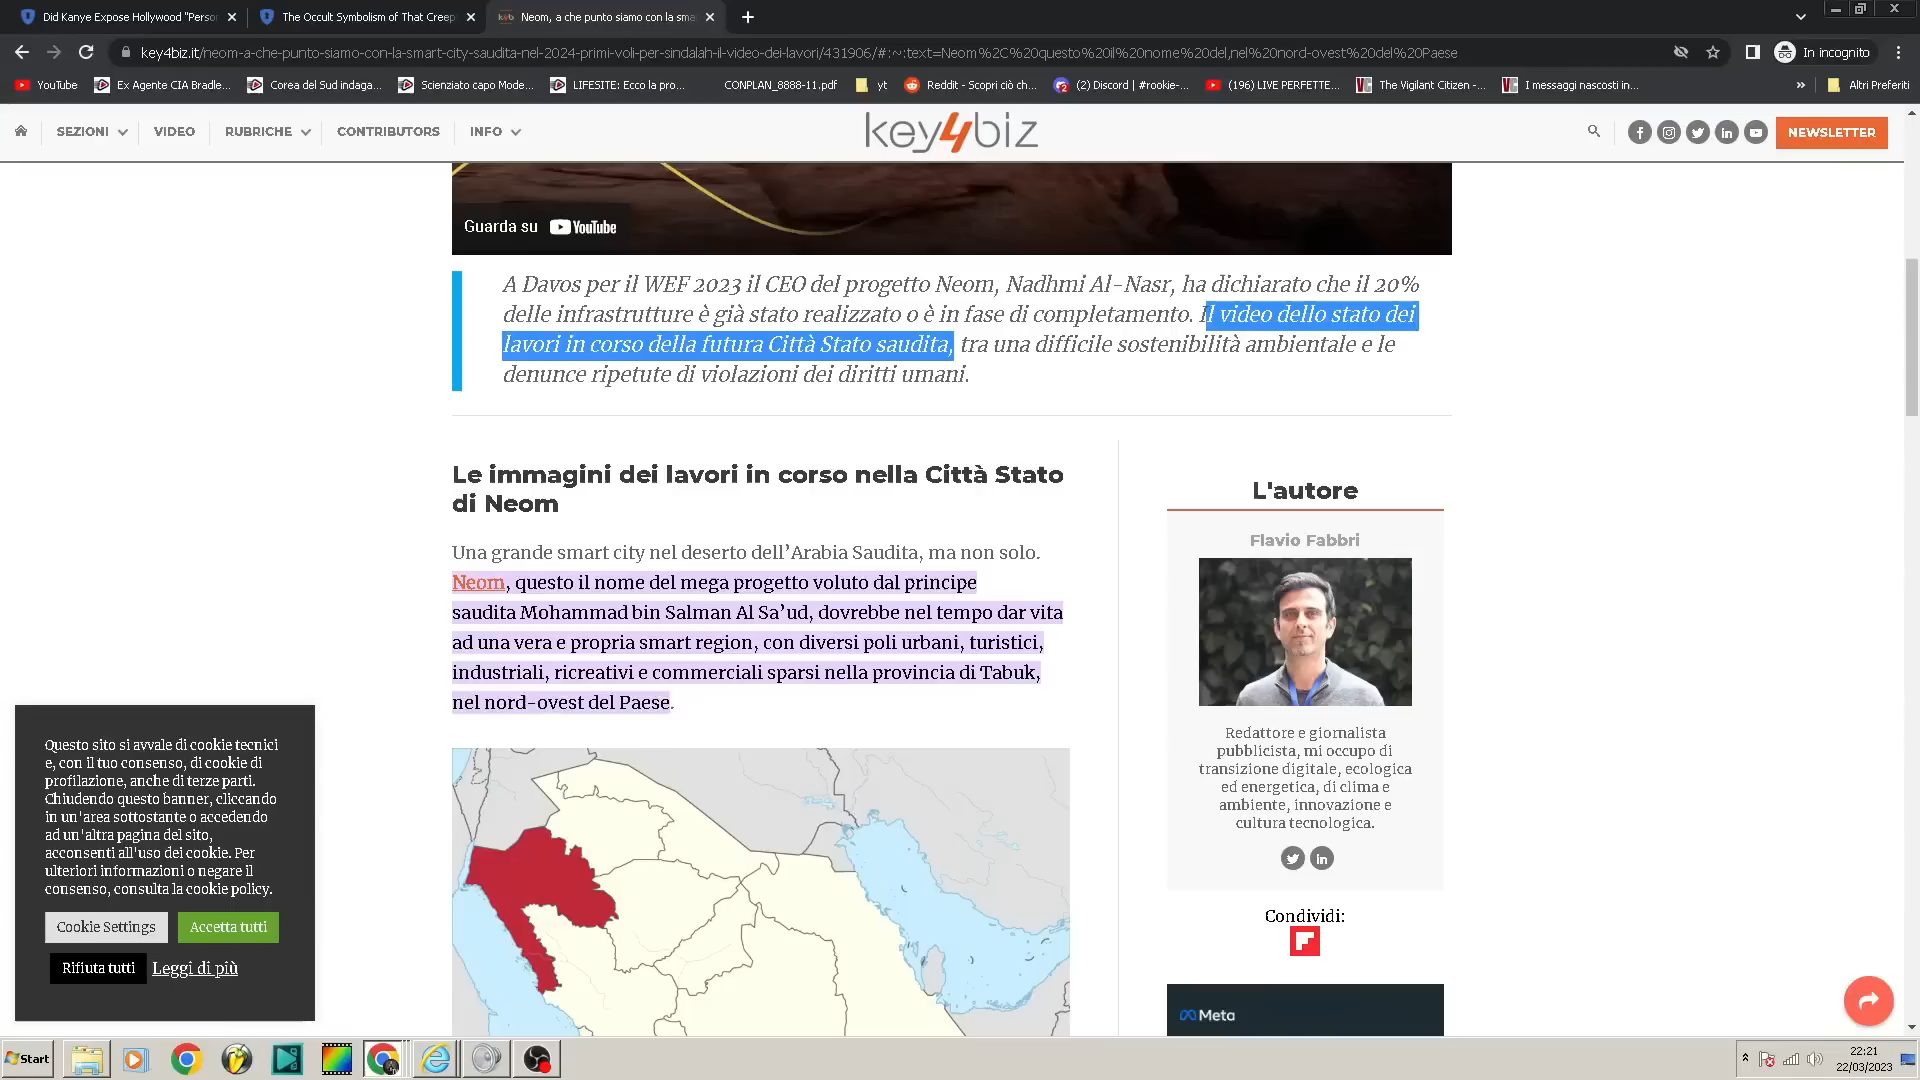 Did Kanye Expose Hollywood "Perso
The Occult Symbolism of That Creep
Neom, a che punto siamo con la sma
key4biz.it/neom-a-che-punto-siamo-con-la-smart-city-saudita-nel-2024-primi-voli-per-sindalah-il-video-dei-lavori/431906/#:~:text=Neom%2C%20questo%20il%20nome%20del,nel%20nord-ovest%20del%20Paese
In incognito
YouTube
Ex Agente CIA Bradle...
Corea del Sud indaga...
Scienziato capo Mode...
LIFESITE: Ecco la pro...
CONPLAN_8888-11.pdf
yt
Reddit - Scopri ciò ch...
(2) Discord | #rookie-...
(196) LIVE PERFETTE...
The Vigilant Citizen -...
I messaggi nascosti in...
»
Altri Preferiti
SEZIONI
VIDEO
RUBRICHE
CONTRIBUTORS
INFO
key4biz
NEWSLETTER
Guarda su YouTube
A Davos per il WEF 2023 il CEO del progetto Neom, Nadhmi Al-Nasr, ha dichiarato che il 20%
delle infrastrutture è già stato realizzato o è in fase di completamento. Il video dello stato dei
lavori in corso della futura Città Stato saudita, tra una difficile sostenibilità ambientale e le
denunce ripetute di violazioni dei diritti umani.
Le immagini dei lavori in corso nella Città Stato
di Neom
Una grande smart city nel deserto dell’Arabia Saudita, ma non solo.
Neom, questo il nome del mega progetto voluto dal principe
saudita Mohammad bin Salman Al Sa’ud, dovrebbe nel tempo dar vita
ad una vera e propria smart region, con diversi poli urbani, turistici,
industriali, ricreativi e commerciali sparsi nella provincia di Tabuk,
nel nord-ovest del Paese.
L'autore
Flavio Fabbri
Redattore e giornalista
pubblicista, mi occupo di
transizione digitale, ecologica
ed energetica, di clima e
ambiente, innovazione e
cultura tecnologica.
Condividi:
Meta
Questo sito si avvale di cookie tecnici
e, con il tuo consenso, di cookie di
profilazione, anche di terze parti.
Chiudendo questo banner, cliccando
in un'area sottostante o accedendo
ad un'altra pagina del sito,
acconsenti all'uso dei cookie. Per
ulteriori informazioni o negare il
consenso, consulta la cookie policy.
Cookie Settings
Accetta tutti
Rifiuta tutti
Leggi di più
Start
22:21
22/03/2023